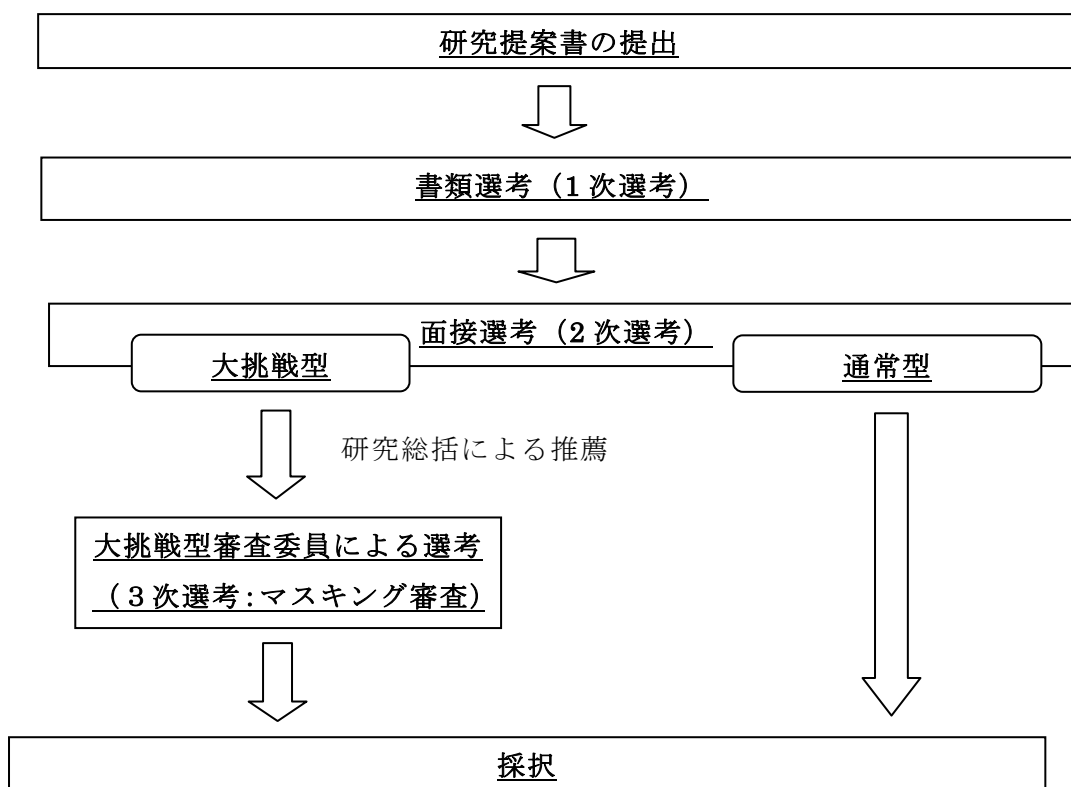 研究提案書の提出
書類選考（1 次選考）
面接選考（2 次選考）
大挑戦型
通常型
研究総括による推薦
大挑戦型審査委員による選考
（３次選考：マスキング審査）
採択